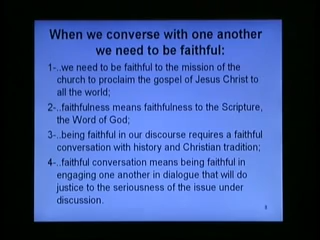 When we converse with one another
we need to be faithful:
1-..we need to be faithful to the mission of the
church to proclaim the gospel of Jesus Christ to
all the world;
2-..faithfulness means faithfulness to the Scripture,
the Word of God;
3-..being faithful in our discourse requires a faithful
conversation with history and Christian tradition;
4-..faithful conversation means being faithful in
engaging one another in dialogue that will do
justice to the seriousness of the issue under
discussion.